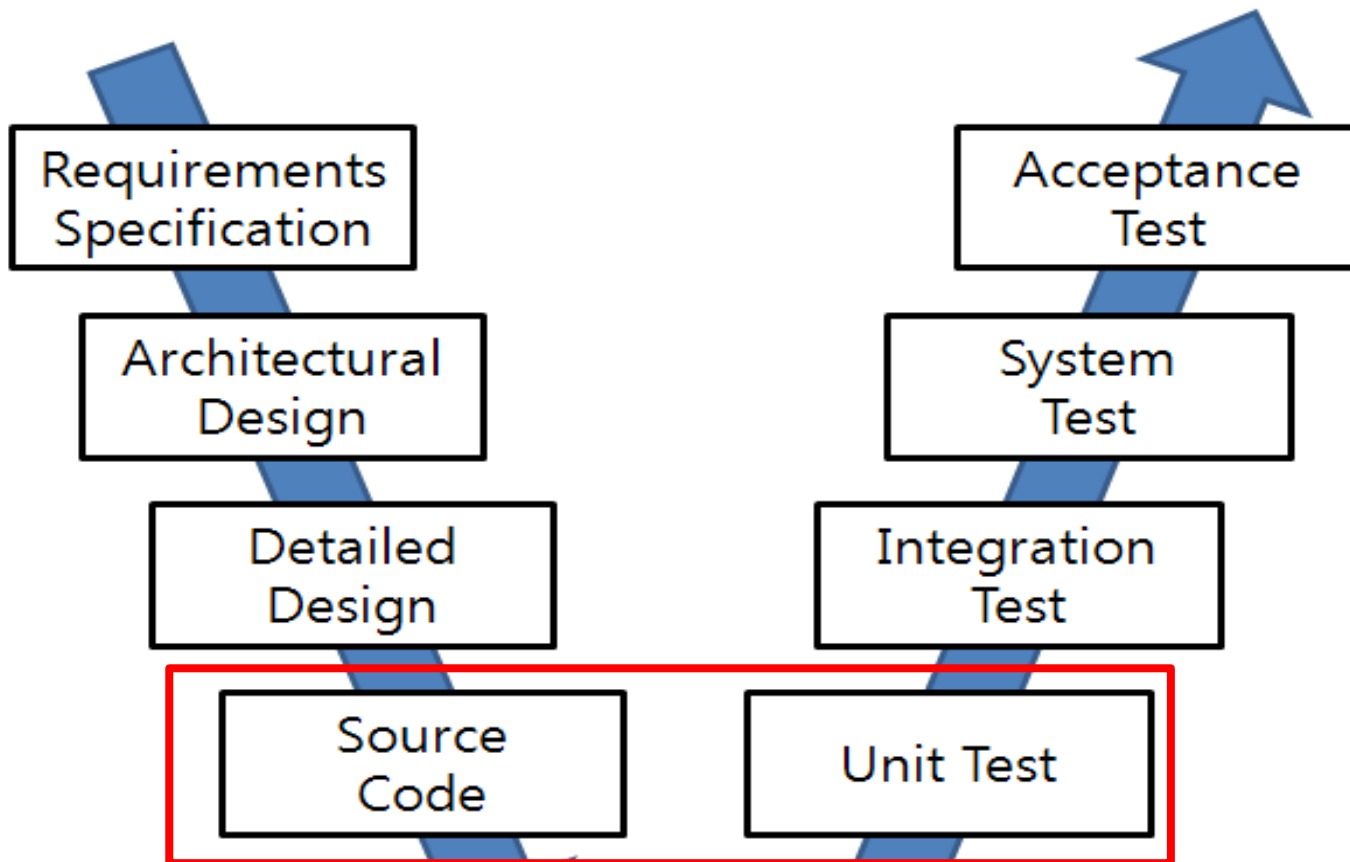 Requirements
Specification
Acceptance
Test
Architectural
Design
System
Test
Detailed
Design
Integration
Test
Source
Code
Unit Test